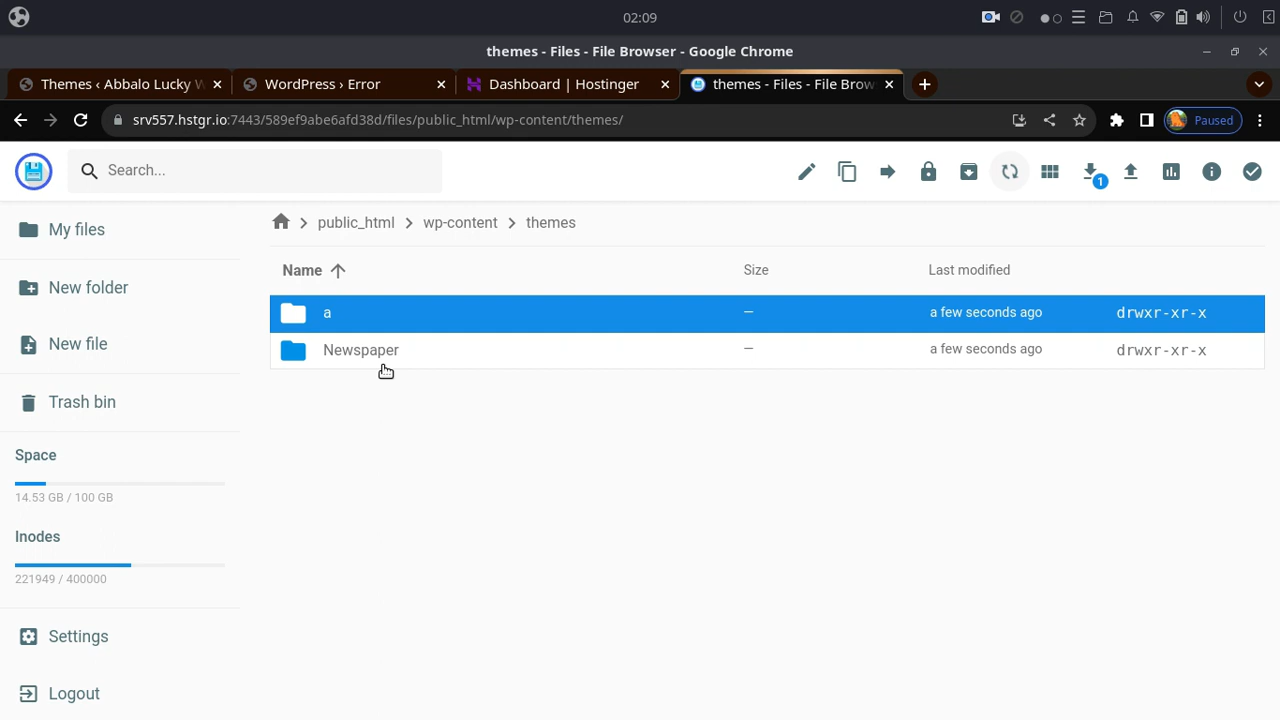 02:09
themes - Files - File Browser - Google Chrome
Themes ‹ Abbalo Lucky W
WordPress › Error
Dashboard | Hostinger
themes - Files - File Brow
srv557.hstgr.io:7443/589ef9abe6afd38d/files/public_html/wp-content/themes/
Paused
Search...
1
My files
New folder
New file
Trash bin
Space
14.53 GB / 100 GB
Inodes
221949 / 400000
Settings
Logout
public_html
wp-content
themes
Name Size Last modified
a — a few seconds ago drwxr-xr-x
Newspaper — a few seconds ago drwxr-xr-x